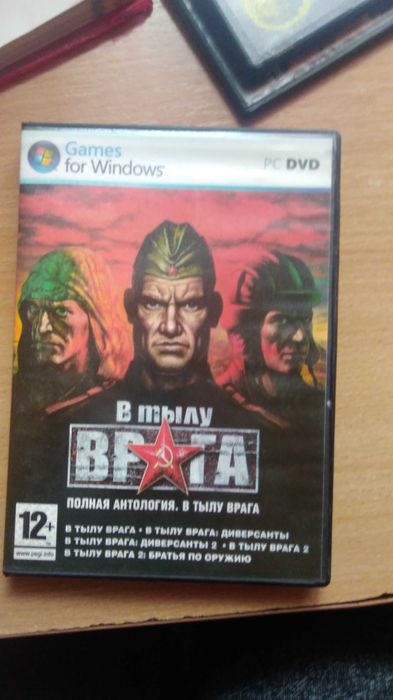 Games
for Windows
PC DVD
В тылу
ВРАГА
ПОЛНАЯ АНТОЛОГИЯ. В ТЫЛУ ВРАГА
12+
www.pegi.info
В ТЫЛУ ВРАГА • В ТЫЛУ ВРАГА: ДИВЕРСАНТЫ
В ТЫЛУ ВРАГА: ДИВЕРСАНТЫ 2 • В ТЫЛУ ВРАГА 2
В ТЫЛУ ВРАГА 2: БРАТЬЯ ПО ОРУЖИЮ